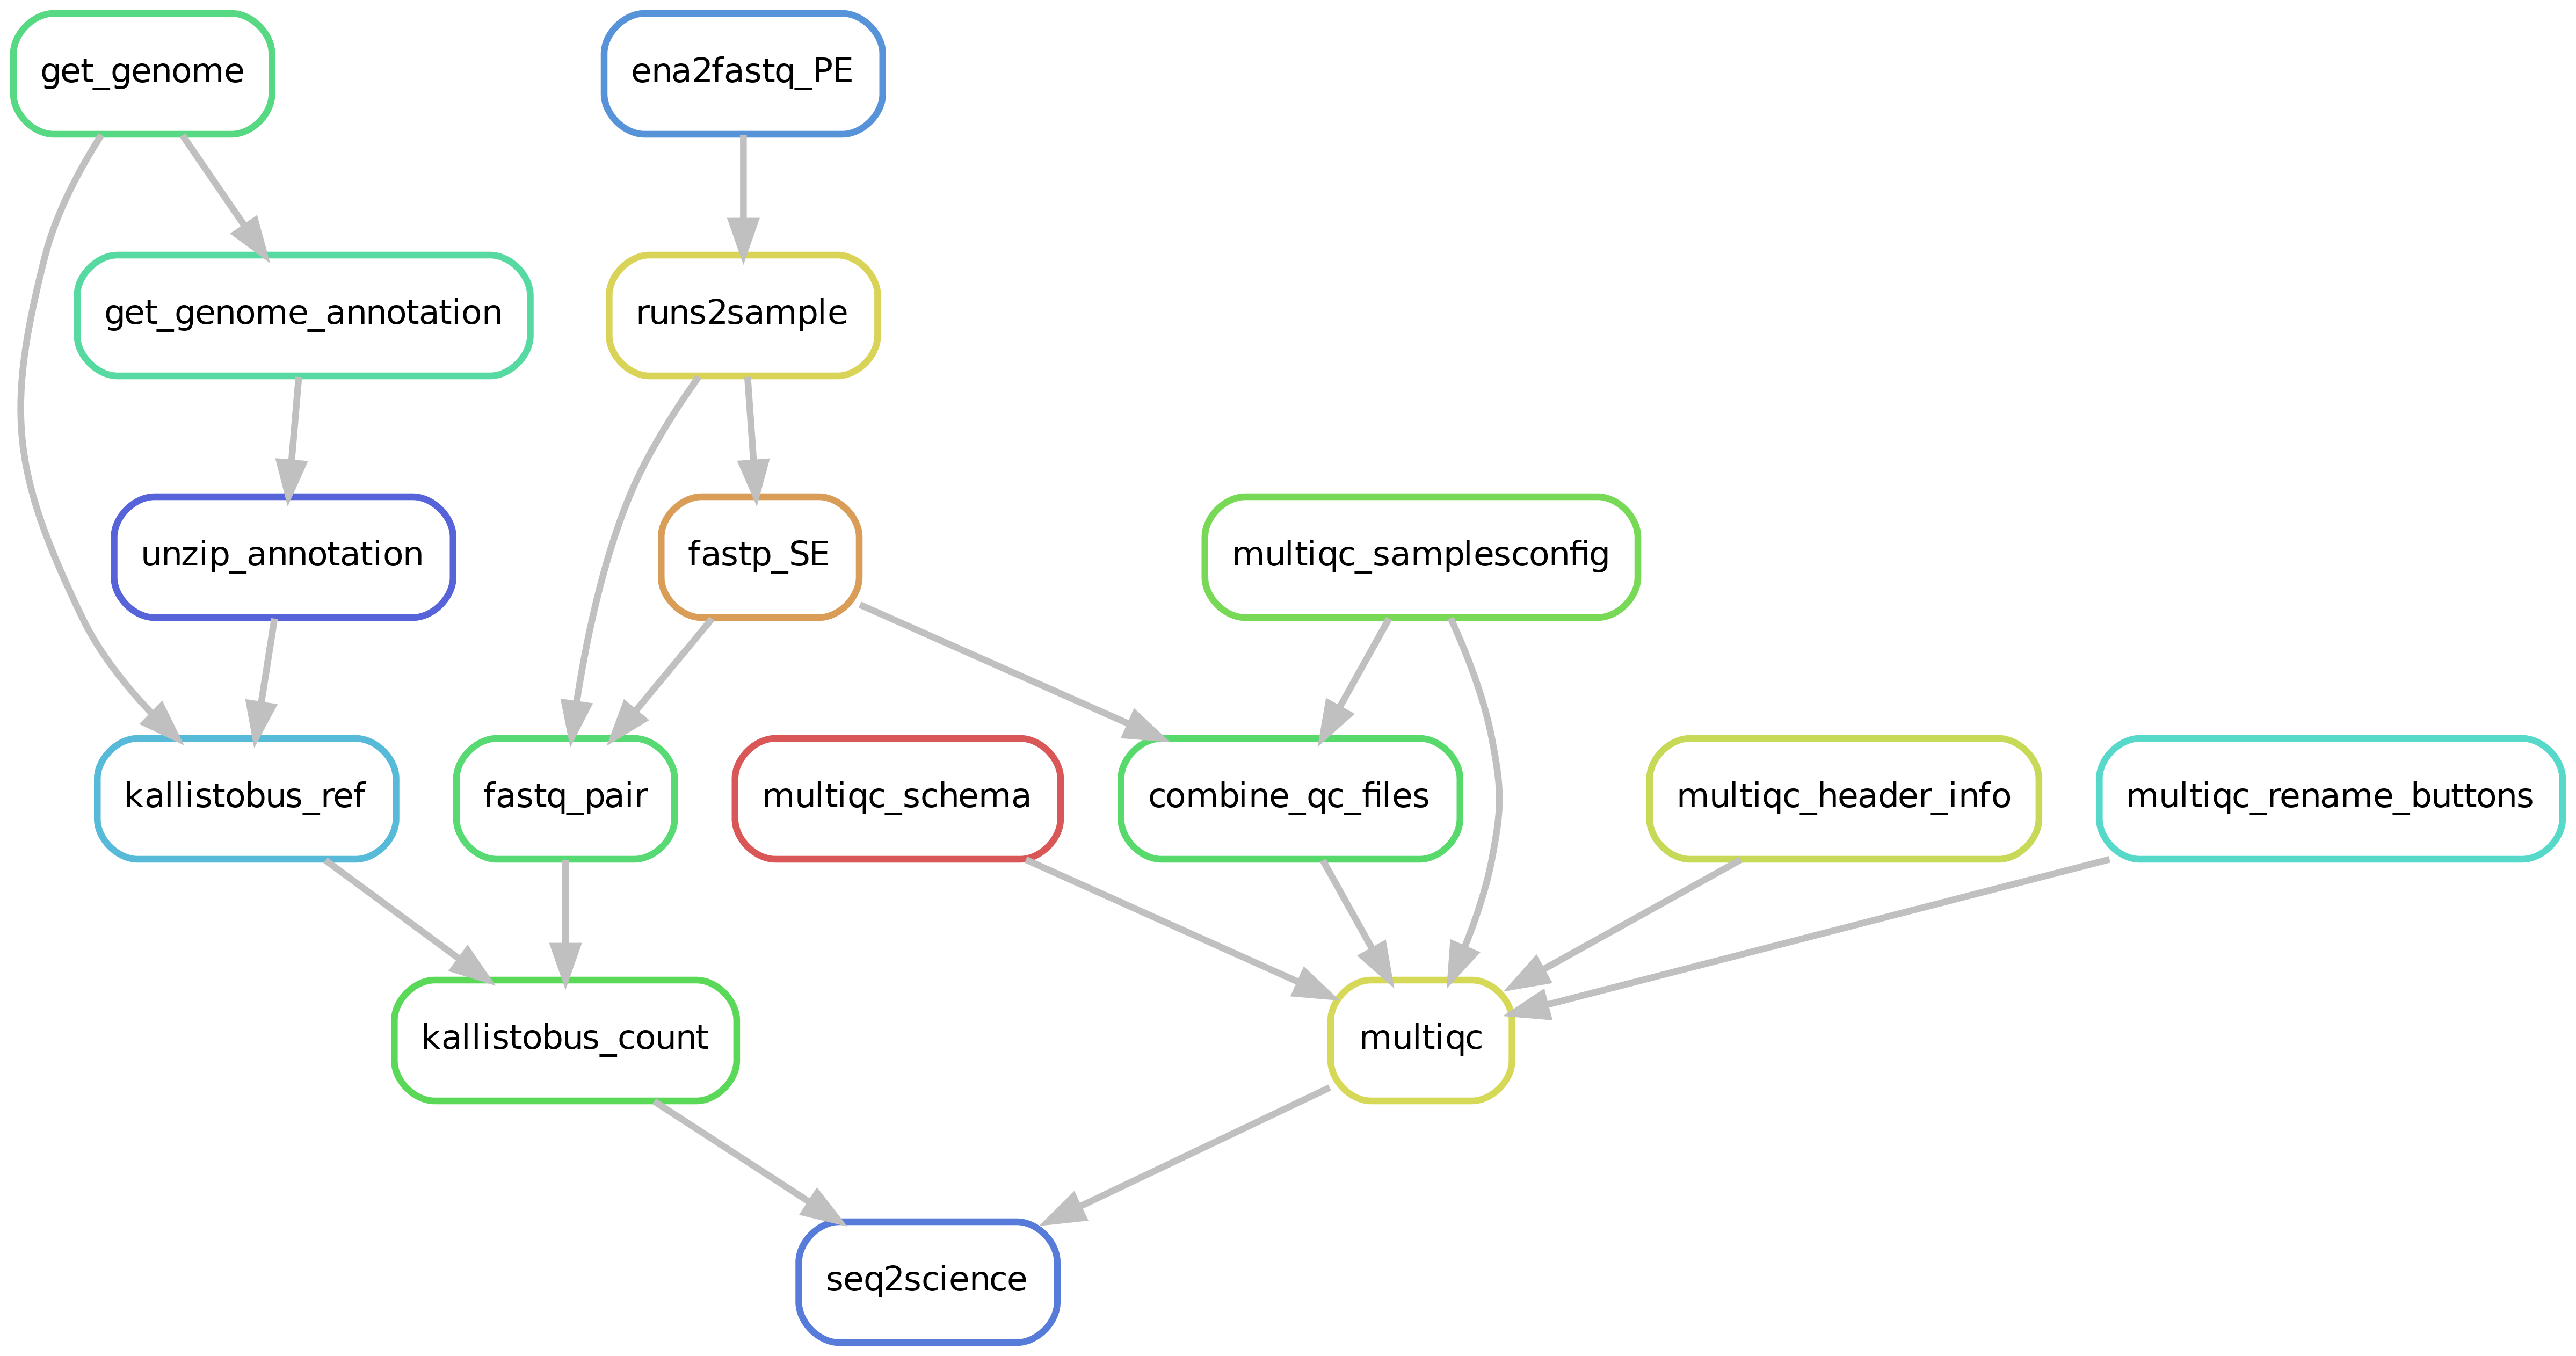 get_genome
ena2fastq_PE
get_genome_annotation
runs2sample
unzip_annotation
fastp_SE
multiqc_samplesconfig
kallistobus_ref
fastq_pair
multiqc_schema
combine_qc_files
multiqc_header_info
multiqc_rename_buttons
kallistobus_count
multiqc
seq2science